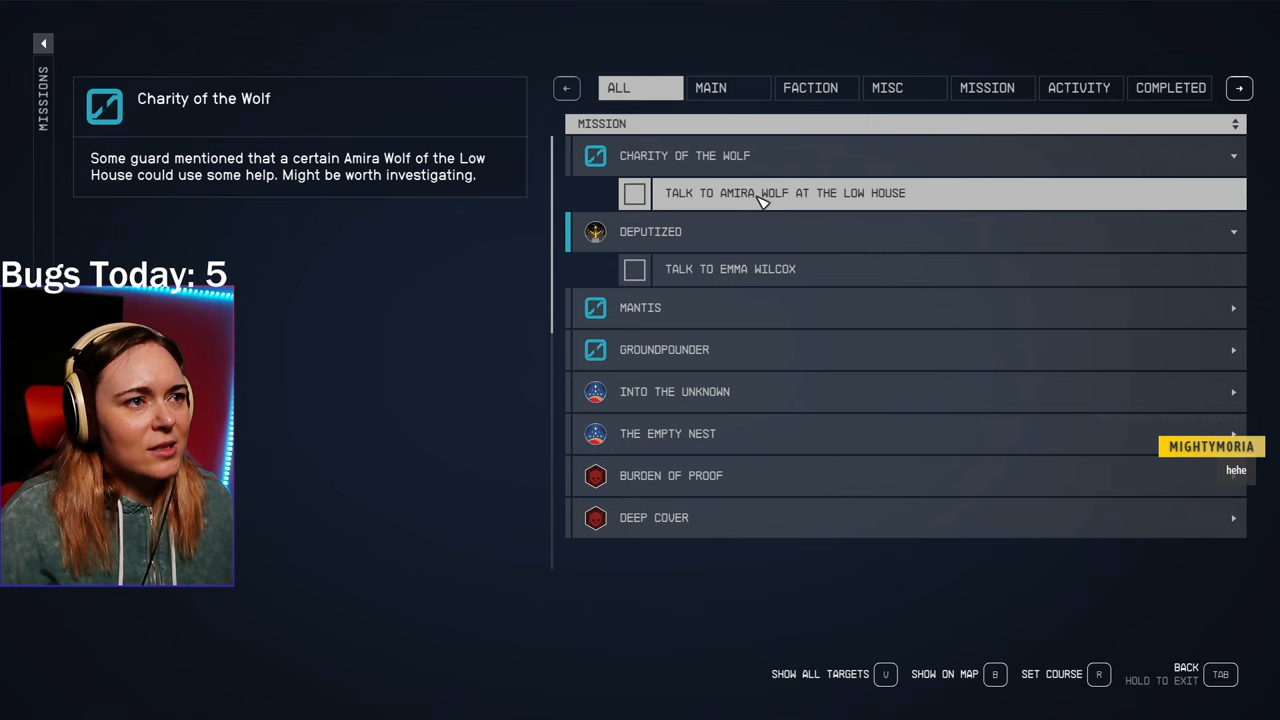 MISSIONS
Charity of the Wolf
Some guard mentioned that a certain Amira Wolf of the Low
House could use some help. Might be worth investigating.
ALL MAIN FACTION MISC MISSION ACTIVITY COMPLETED
MISSION
CHARITY OF THE WOLF
TALK TO AMIRA WOLF AT THE LOW HOUSE
DEPUTIZED
TALK TO EMMA WILCOX
MANTIS
GROUNDPOUNDER
INTO THE UNKNOWN
THE EMPTY NEST
BURDEN OF PROOF
DEEP COVER
Bugs Today: 5
MIGHTYM0RIA
hehe
SHOW ALL TARGETS V SHOW ON MAP B SET COURSE R BACK TAB
HOLD TO EXIT